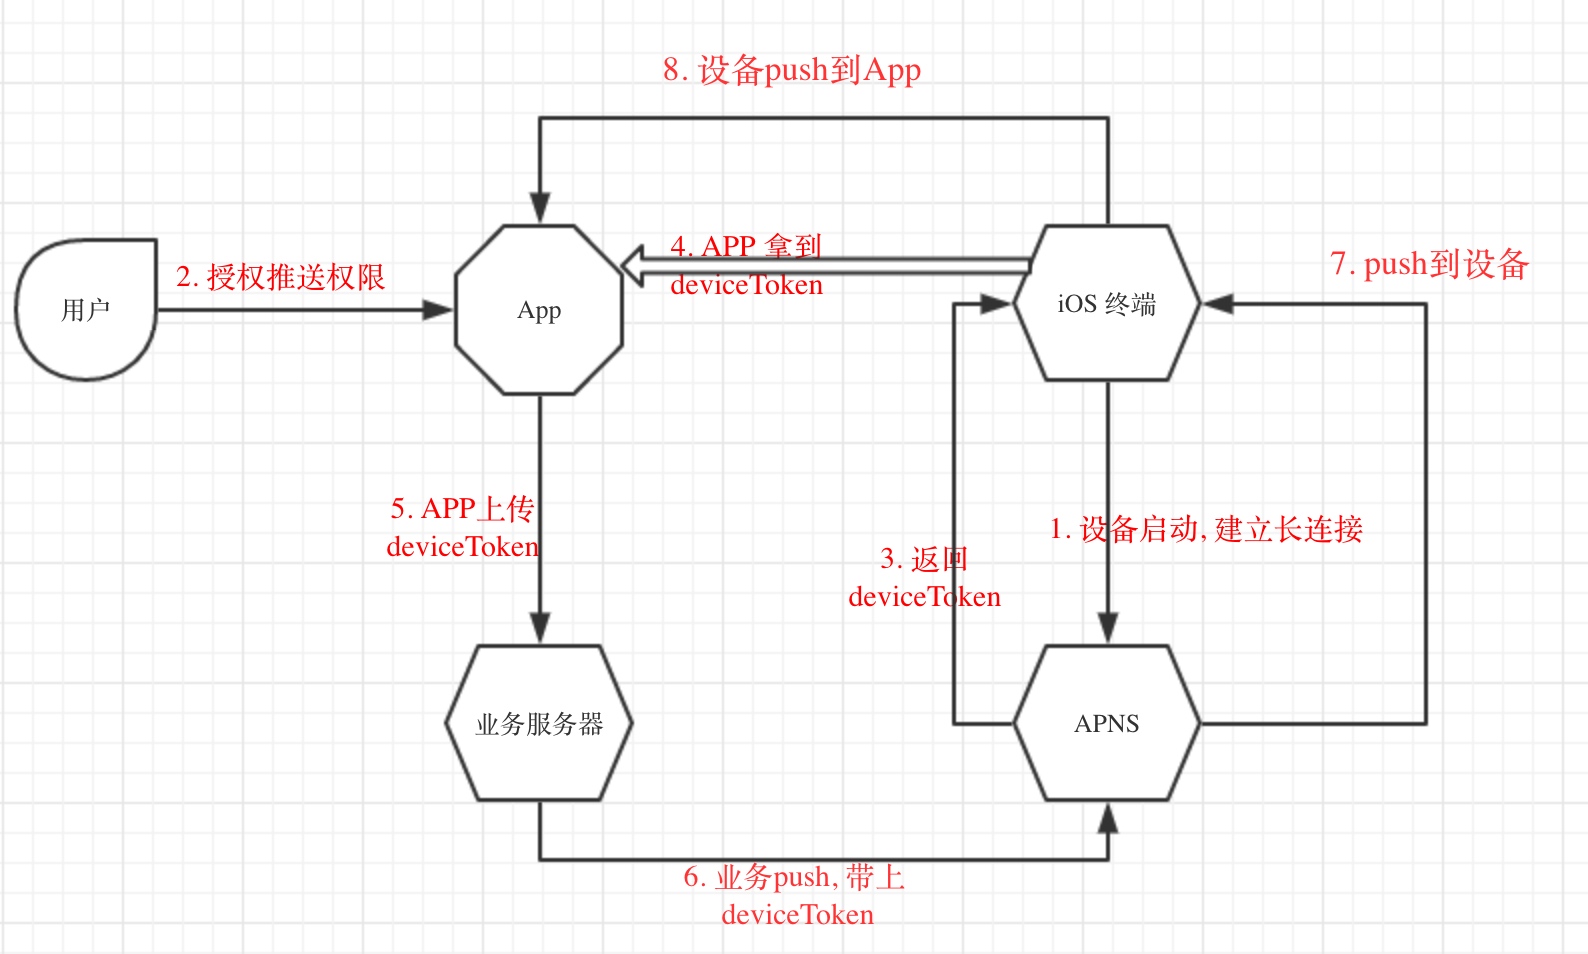 8. 设备push到App
2. 授权推送权限
4. APP 拿到
deviceToken
7. push到设备
用户
App
iOS 终端
5. APP上传
deviceToken
1. 设备启动, 建立长连接
3. 返回
deviceToken
业务服务器
APNS
6. 业务push, 带上
deviceToken